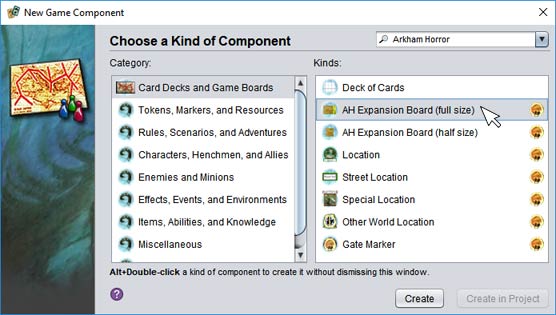 New Game Component
Choose a Kind of Component
Arkham Horror
Category:
Card Decks and Game Boards
Tokens, Markers, and Resources
Rules, Scenarios, and Adventures
Characters, Henchmen, and Allies
Enemies and Minions
Effects, Events, and Environments
Items, Abilities, and Knowledge
Miscellaneous
Kinds:
Deck of Cards
AH Expansion Board (full size)
AH Expansion Board (half size)
Location
Street Location
Special Location
Other World Location
Gate Marker
Alt+Double-click a kind of component to create it without dismissing this window.
?
Create
Create in Project